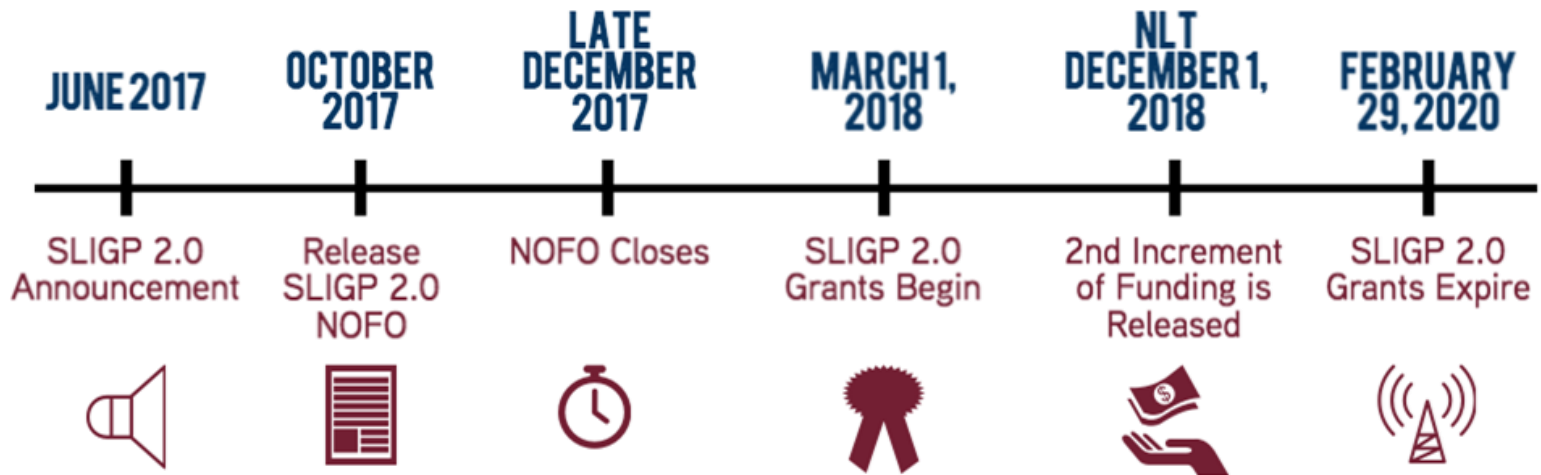 JUNE 2017
OCTOBER
2017
LATE
DECEMBER
2017
MARCH 1,
2018
NLT
DECEMBER 1,
2018
FEBRUARY
29, 2020
SLIGP 2.0
Announcement
Release
SLIGP 2.0
NOFO
NOFO Closes
SLIGP 2.0
Grants Begin
2nd Increment
of Funding is
Released
SLIGP 2.0
Grants Expire
$